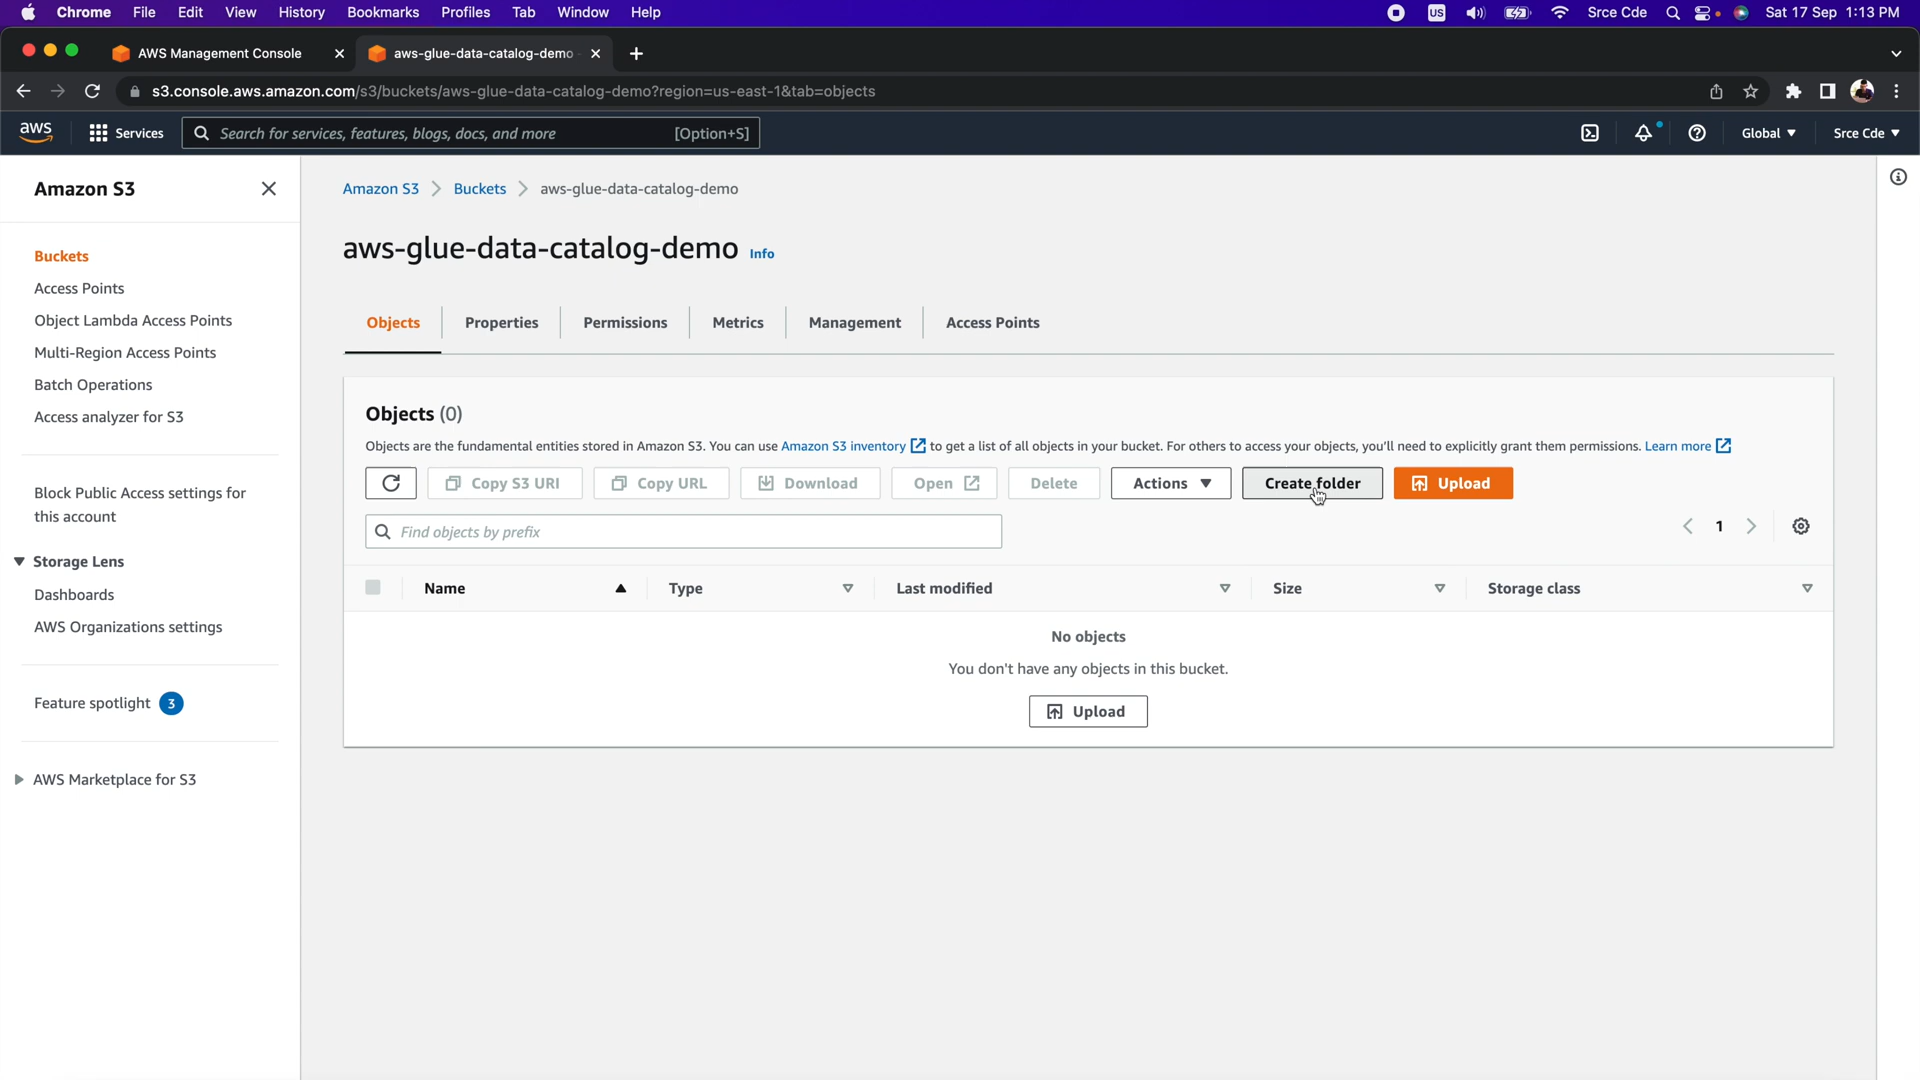 Chrome File Edit View History Bookmarks Profiles Tab Window Help US Srce Cde Sat 17 Sep 1:13 PM
AWS Management Console aws-glue-data-catalog-demo
s3.console.aws.amazon.com/s3/buckets/aws-glue-data-catalog-demo?region=us-east-1&tab=objects
aws Services Search for services, features, blogs, docs, and more [Option+S] Global Srce Cde
Amazon S3
Buckets
Access Points
Object Lambda Access Points
Multi-Region Access Points
Batch Operations
Access analyzer for S3
Block Public Access settings for
this account
Storage Lens
Dashboards
AWS Organizations settings
Feature spotlight 3
AWS Marketplace for S3
Amazon S3 Buckets aws-glue-data-catalog-demo
aws-glue-data-catalog-demo Info
Objects Properties Permissions Metrics Management Access Points
Objects (0)
Objects are the fundamental entities stored in Amazon S3. You can use Amazon S3 inventory to get a list of all objects in your bucket. For others to access your objects, you'll need to explicitly grant them permissions. Learn more
Copy S3 URI Copy URL Download Open Delete Actions Create folder Upload
Find objects by prefix 1
Name Type Last modified Size Storage class
No objects
You don't have any objects in this bucket.
Upload